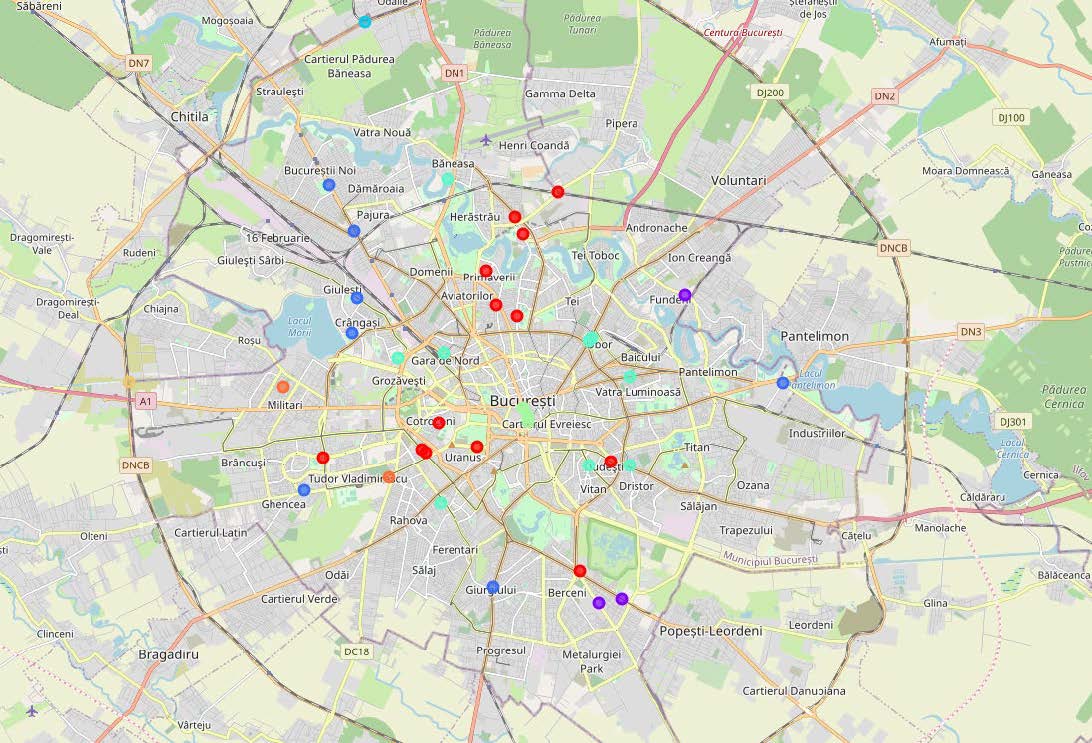 Săbăreni
Mogoșoaia
Odăile
Pădurea
Tunari
Ștefăneștii
de Jos
Pădurea
Băneasa
Centura București
Afumați
DN7
Cartierul Pădurea
Băneasa
DN1
Străulești
Gamma Delta
DJ200
DN2
Chitila
Vatra Nouă
Pipera
DJ100
Henri Coandă
Băneasa
Bucureștii Noi
Dămăroaia
Voluntari
Moara Domnească
Găneasa
Pajura
Herăstrău
Andronache
Dragomirești-
Vale
Rudeni
16 Februarie
DNCB
Giulești Sârbi
Domenii
Primăverii
Tei Toboc
Ion Creangă
Pădurea
Pustnicu
Dragomirești-
Deal
Chiajna
Giulești
Aviatorilor
Tei
Fundeni
Crângași
Lacul
Morii
Roșu
Gara de Nord
Obor
Baicului
Pantelimon
DN3
Grozăvești
Pantelimon
Lacul
Pantelimon
Vatra Luminoasă
București
Pădurea
Cernica
A1
Militari
Cotroceni
Cartierul Evreiesc
DJ301
Industriilor
Lacul
Cernica
DNCB
Brâncuși
Uranus
Titan
Tudor Vladimirescu
Vitan
Dristor
Ozana
Cernica
Ghencea
Căldăraru
Sălăjan
Rahova
Olteni
Cartierul Latin
Trapezului
Cățelu
Manolache
Ferentari
Municipiul București
Odăi
Sălaj
Bălăceanca
Cartierul Verde
Giurgiului
Berceni
Glina
Clinceni
Popești-Leordeni
Leordeni
Bragadiru
DC18
Progresul
Metalurgiei
Park
Cartierul Danubiana
Vârteju